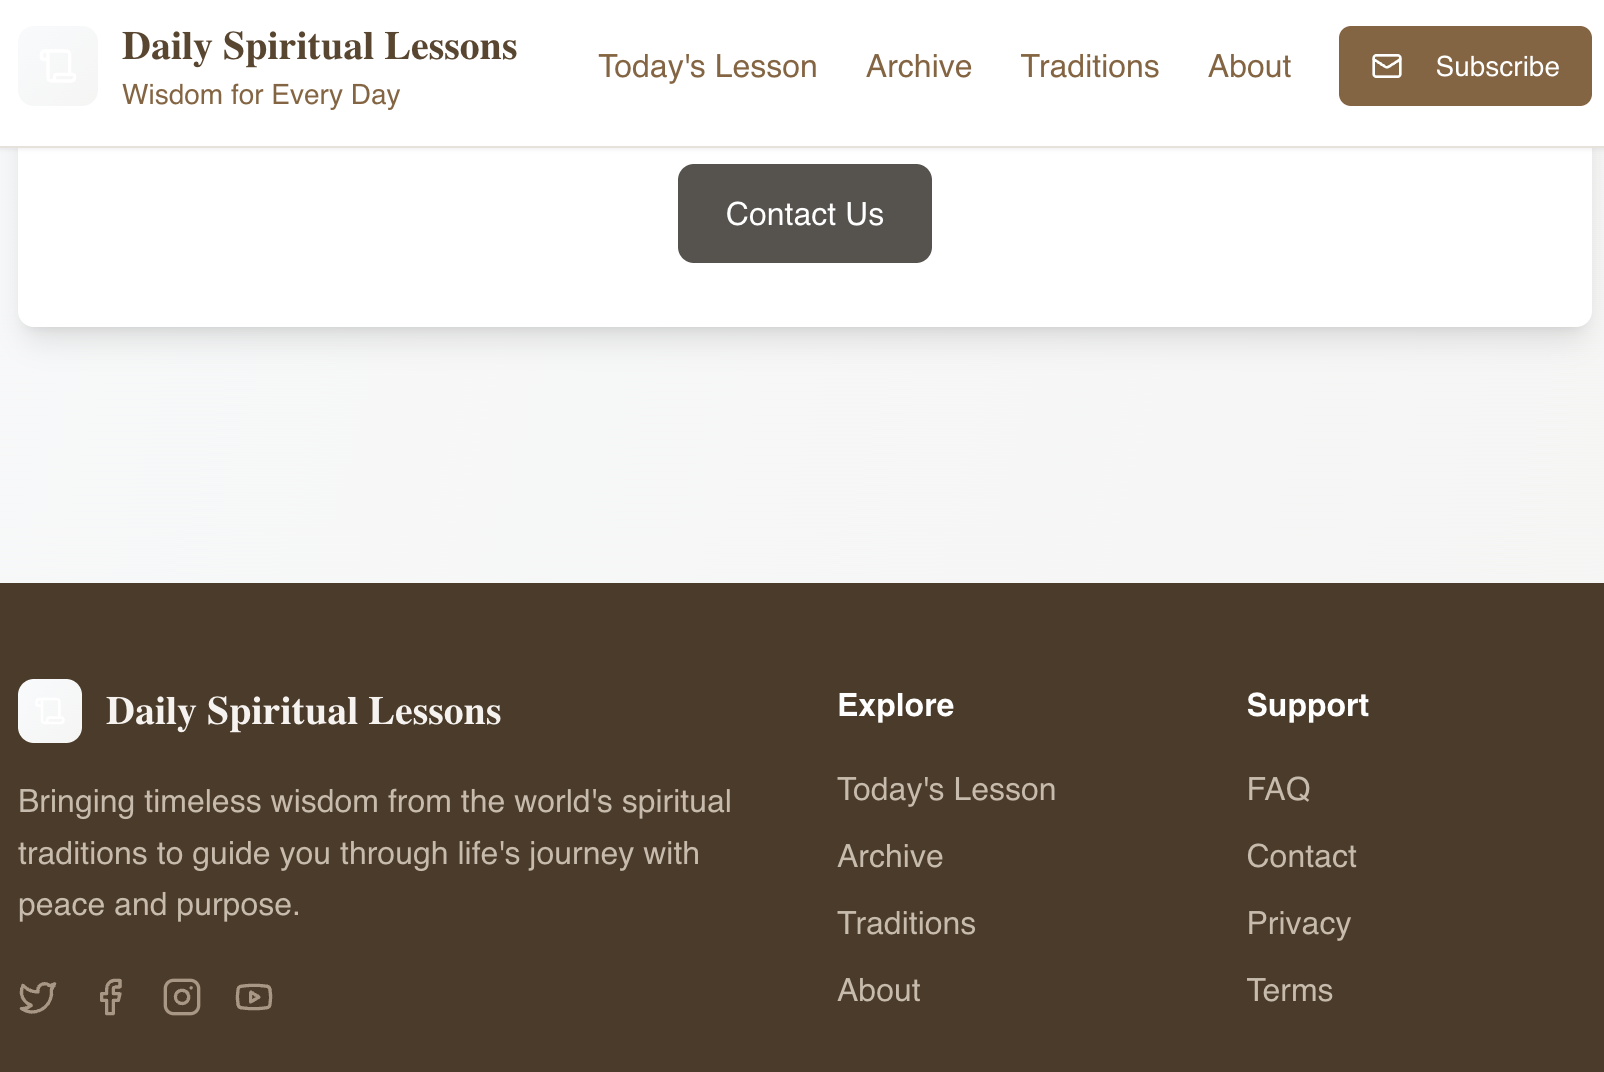 Daily Spiritual Lessons
Wisdom for Every Day
Today's Lesson
Archive
Traditions
About
Subscribe
Contact Us
Daily Spiritual Lessons
Bringing timeless wisdom from the world's spiritual
traditions to guide you through life's journey with
peace and purpose.
Explore
Today's Lesson
Archive
Traditions
About
Support
FAQ
Contact
Privacy
Terms